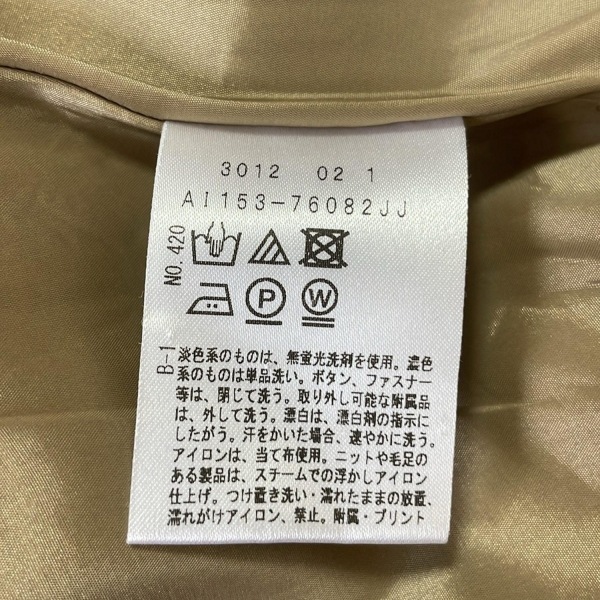 3012 02 1
AI153-76082JJ
NO.420
P W
B-1
淡色系のものは、無蛍光洗剤を使用。濃色
系のものは単品洗い。ボタン、ファスナー
等は、閉じて洗う。取り外し可能な附属品
は、外して洗う。漂白は、漂白剤の指示に
したがう。汗をかいた場合、速やかに洗う。
アイロンは、当て布使用。ニットや毛足の
ある製品は、スチームでの浮かしアイロン
仕上げ。つけ置き洗い・濡れたままの放置、
濡れがけアイロン、禁止。附属・プリント